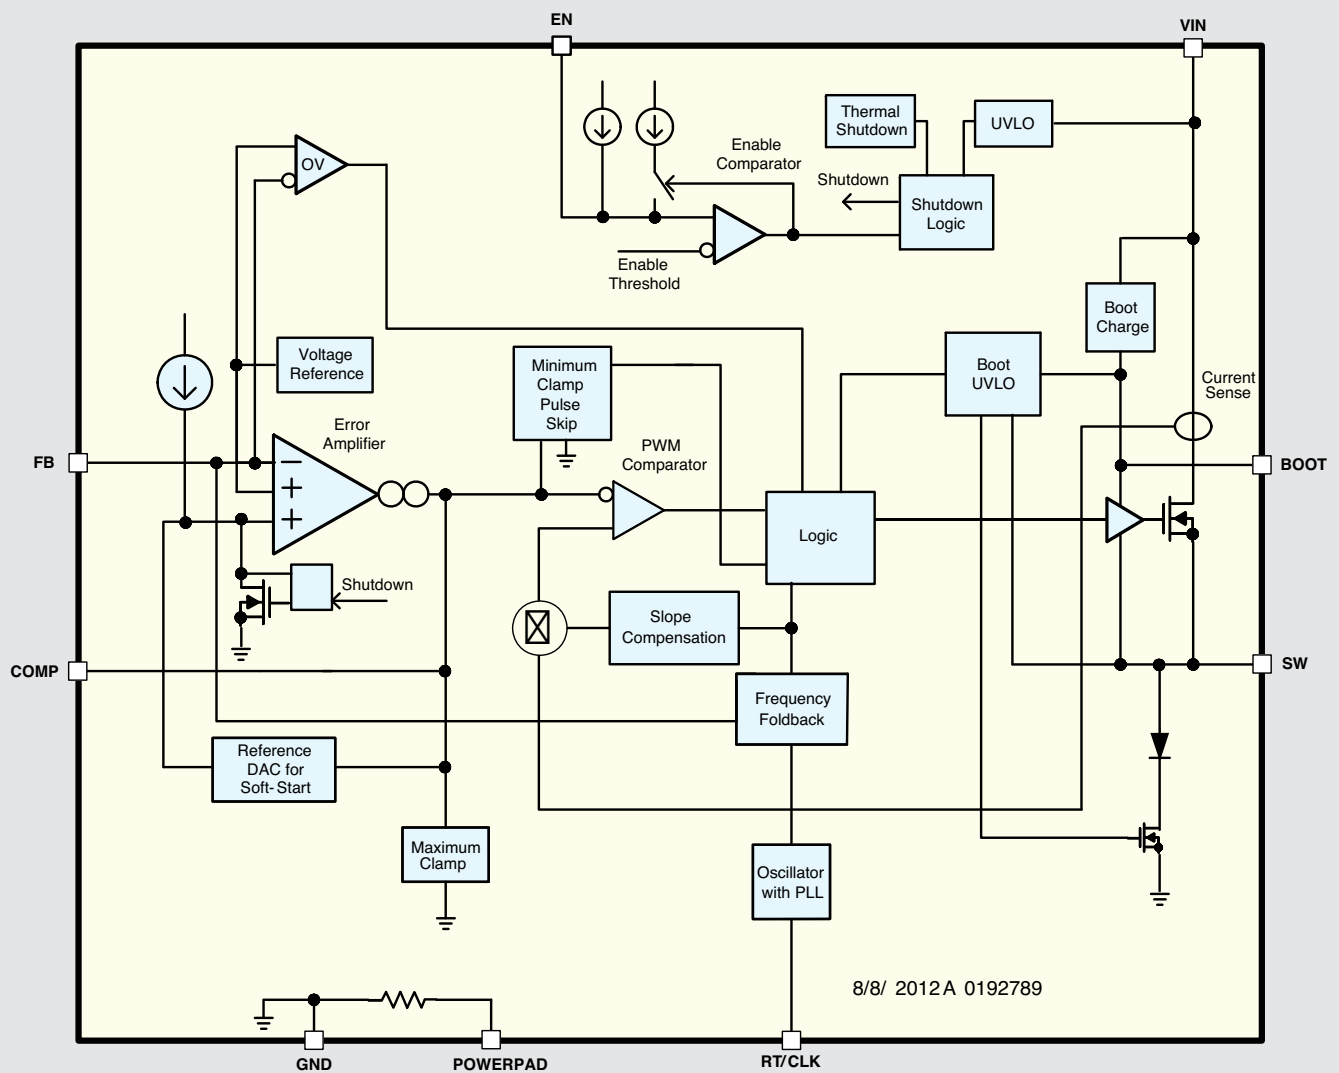 EN
VIN
Thermal
Shutdown
UVLO
OV
Enable
Comparator
Shutdown
Shutdown
Logic
Enable
Threshold
Boot
Charge
Voltage
Reference
Minimum
Clamp
Pulse
Skip
Boot
UVLO
Current
Sense
Error
Amplifier
PWM
Comparator
FB
BOOT
−
+
+
Logic
Shutdown
Slope
Compensation
COMP
SW
Frequency
Foldback
Reference
DAC for
Soft-Start
Maximum
Clamp
Oscillator
with PLL
8/8/ 2012 A 0192789
GND
POWERPAD
RT/CLK